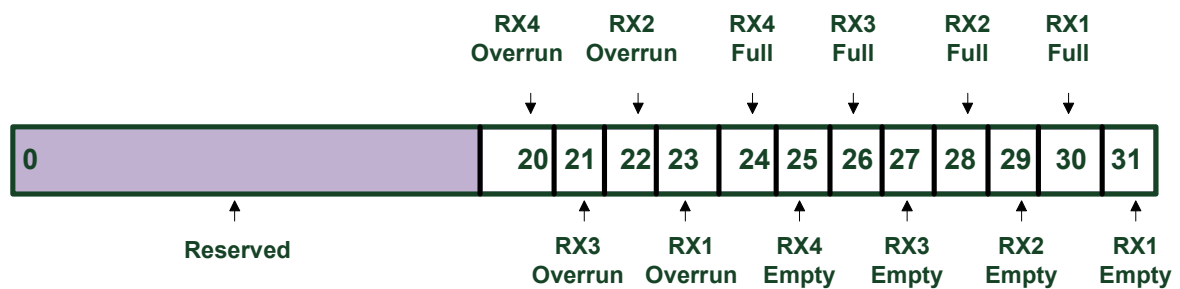 RX4 RX2 RX4 RX3 RX2 RX1
Overrun Overrun Full Full Full Full
0 20 21 22 23 24 25 26 27 28 29 30 31
Reserved RX3 RX1 RX4 RX3 RX2 RX1
Overrun Overrun Empty Empty Empty Empty